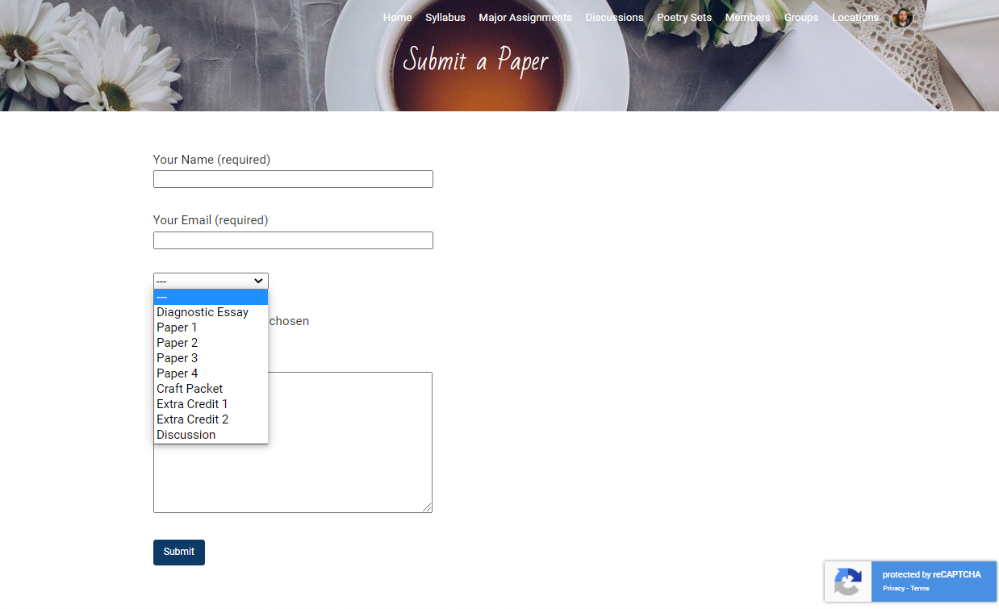 Home Syllabus Major Assignments Discussions Poetry Sets Members Groups Locations
Submit a Paper
Your Name (required)
Your Email (required)
---
---
Diagnostic Essay
chosen
Paper 1
Paper 2
Paper 3
Paper 4
Craft Packet
Extra Credit 1
Extra Credit 2
Discussion
Submit
protected by reCAPTCHA
Privacy - Terms